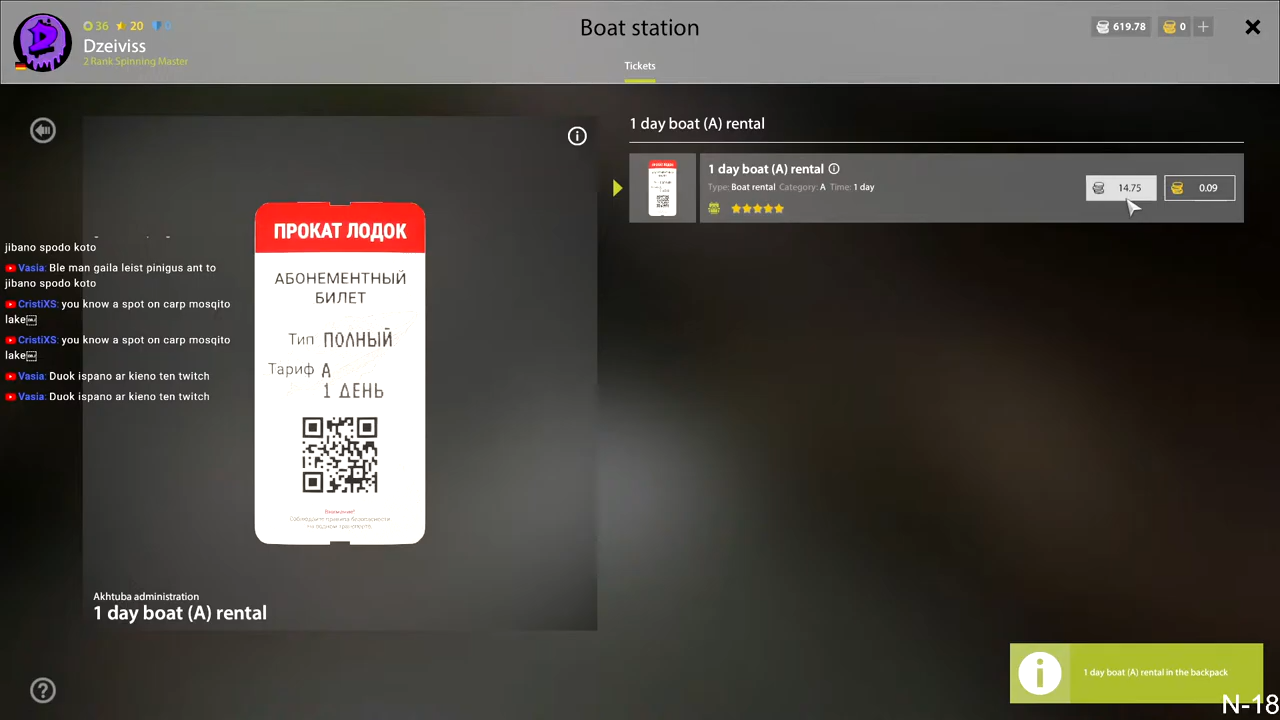 36 20 0
Dzeiviss
2 Rank Spinning Master
Boat station
Tickets
619.78 0 +
1 day boat (A) rental
1 day boat (A) rental
Type: Boat rental Category: A Time: 1 day
14.75 0.09
ПРОКАТ ЛОДОК
АБОНЕМЕНТНЫЙ
БИЛЕТ
Тип ПОЛНЫЙ
Тариф А
1 ДЕНЬ
Внимание!
jibano spodo koto
Vasia: Ble man gaila leist pinigus ant to
jibano spodo koto
CristiXS: you know a spot on carp mosqito
lake
CristiXS: you know a spot on carp mosqito
lake
Vasia: Duok ispano ar kieno ten twitch
Vasia: Duok ispano ar kieno ten twitch
Akhtuba administration
1 day boat (A) rental
1 day boat (A) rental in the backpack
N-18